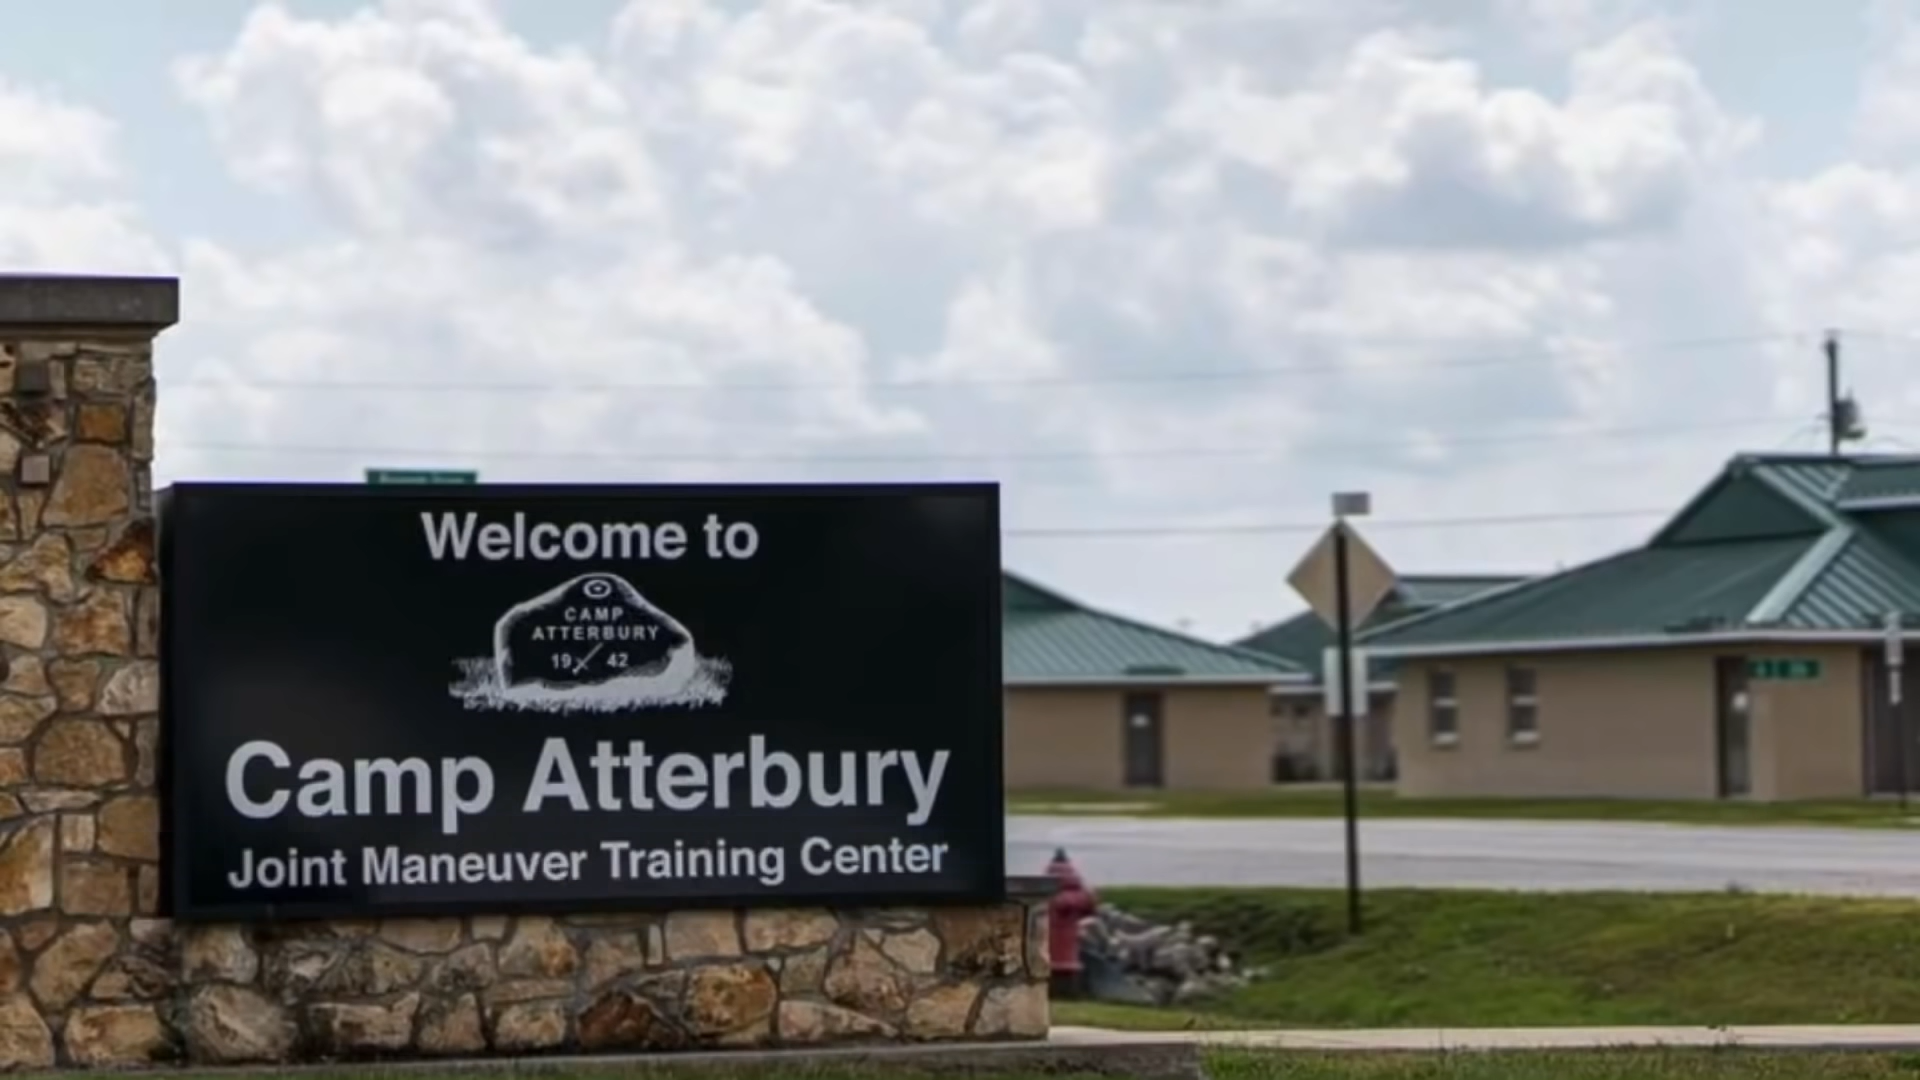 Welcome to
CAMP
ATTERBURY
19 42
Camp Atterbury
Joint Maneuver Training Center